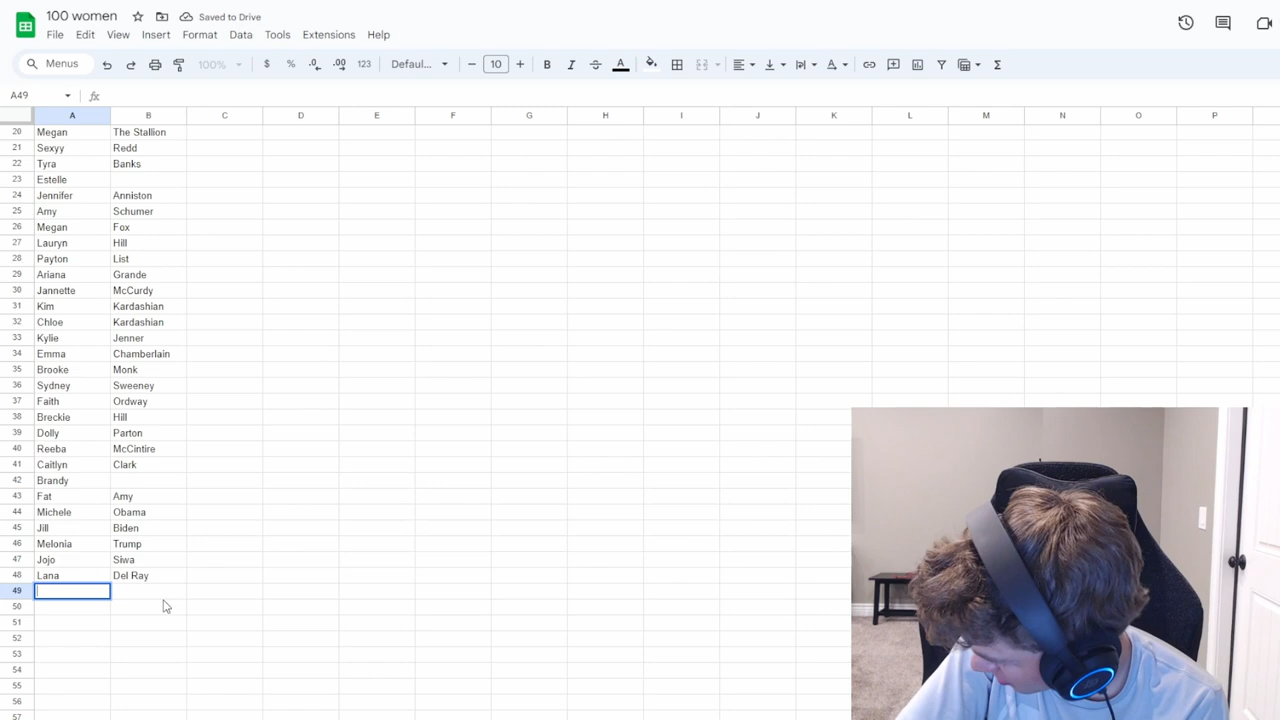 100 women Saved to Drive
File Edit View Insert Format Data Tools Extensions Help
Menus 100% $ % .0 .00 123 Defaul... 10 B I A
A49 fx
A B C D E F G H I J K L M N O P
20 Megan The Stallion
21 Sexyy Redd
22 Tyra Banks
23 Estelle
24 Jennifer Anniston
25 Amy Schumer
26 Megan Fox
27 Lauryn Hill
28 Payton List
29 Ariana Grande
30 Jannette McCurdy
31 Kim Kardashian
32 Chloe Kardashian
33 Kylie Jenner
34 Emma Chamberlain
35 Brooke Monk
36 Sydney Sweeney
37 Faith Ordway
38 Breckie Hill
39 Dolly Parton
40 Reeba McCintire
41 Caitlyn Clark
42 Brandy
43 Fat Amy
44 Michele Obama
45 Jill Biden
46 Melonia Trump
47 Jojo Siwa
48 Lana Del Ray
49
50
51
52
53
54
55
56
57